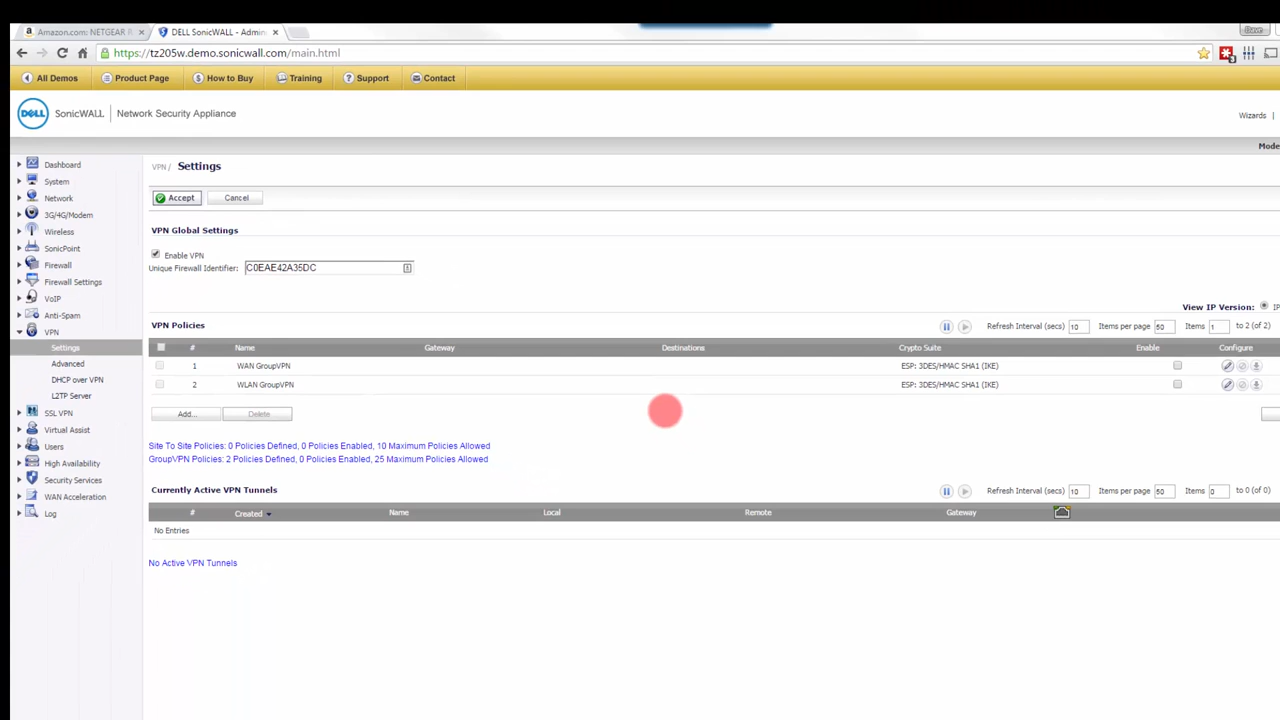 Amazon.com: NETGEAR R
DELL SonicWALL - Admin
Dave
https://tz205w.demo.sonicwall.com/main.html
All Demos
Product Page
How to Buy
Training
Support
Contact
DELL SonicWALL Network Security Appliance
Wizards
Mode
Dashboard
System
Network
3G/4G/Modem
Wireless
SonicPoint
Firewall
Firewall Settings
VoIP
Anti-Spam
VPN
Settings
Advanced
DHCP over VPN
L2TP Server
SSL VPN
Virtual Assist
Users
High Availability
Security Services
WAN Acceleration
Log
VPN / Settings
Accept Cancel
VPN Global Settings
Enable VPN
Unique Firewall Identifier: C0EAE42A35DC
View IP Version: IP
VPN Policies Refresh Interval (secs) 10 Items per page 50 Items 1 to 2 (of 2)
# Name Gateway Destinations Crypto Suite Enable Configure
1 WAN GroupVPN ESP: 3DES/HMAC SHA1 (IKE)
2 WLAN GroupVPN ESP: 3DES/HMAC SHA1 (IKE)
Add... Delete
Site To Site Policies: 0 Policies Defined, 0 Policies Enabled, 10 Maximum Policies Allowed
GroupVPN Policies: 2 Policies Defined, 0 Policies Enabled, 25 Maximum Policies Allowed
Currently Active VPN Tunnels Refresh Interval (secs) 10 Items per page 50 Items 0 to 0 (of 0)
# Created Name Local Remote Gateway
No Entries
No Active VPN Tunnels